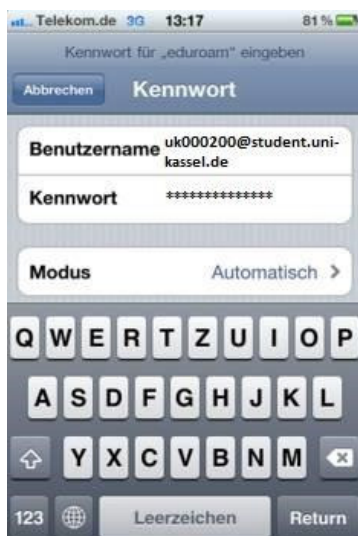 Telekom.de 3G 13:17 81 %
Kennwort für „eduroam“ eingeben
Abbrechen Kennwort
Benutzername uk000200@student.uni-
kassel.de
Kennwort **************
Modus Automatisch >
Q W E R T Z U I O P
A S D F G H J K L
Y X C V B N M
123 Leerzeichen Return